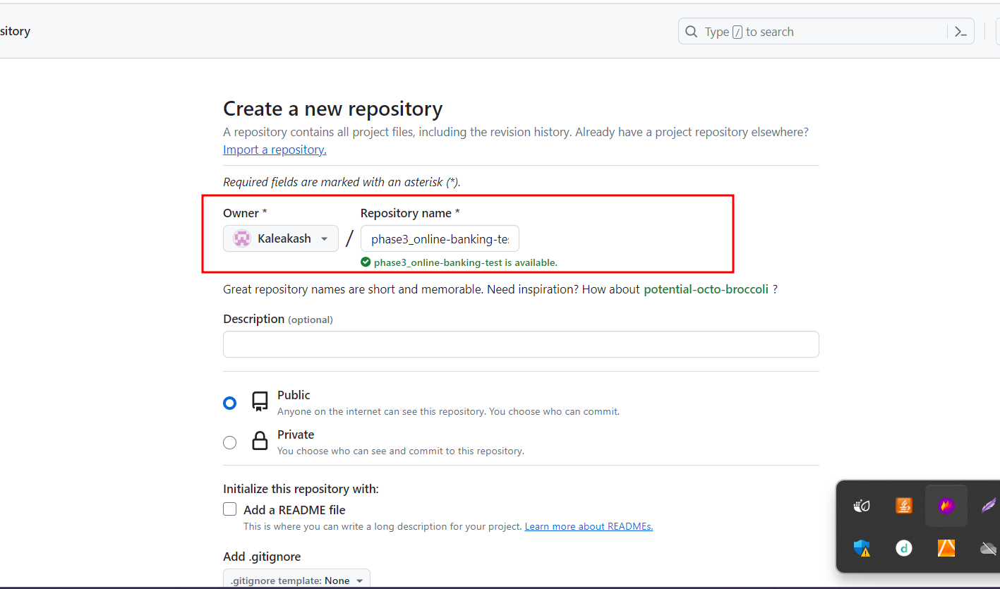 sitory
Type / to search
Create a new repository
A repository contains all project files, including the revision history. Already have a project repository elsewhere?
Import a repository.
Required fields are marked with an asterisk (*).
Owner *
Repository name *
Kaleakash
/
phase3_online-banking-te
phase3_online-banking-test is available.
Great repository names are short and memorable. Need inspiration? How about potential-octo-broccoli ?
Description (optional)
Public
Anyone on the internet can see this repository. You choose who can commit.
Private
You choose who can see and commit to this repository.
Initialize this repository with:
Add a README file
This is where you can write a long description for your project. Learn more about READMEs.
Add .gitignore
.gitignore template: None